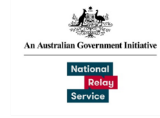 An Australian Government Initiative
National
Relay
Service